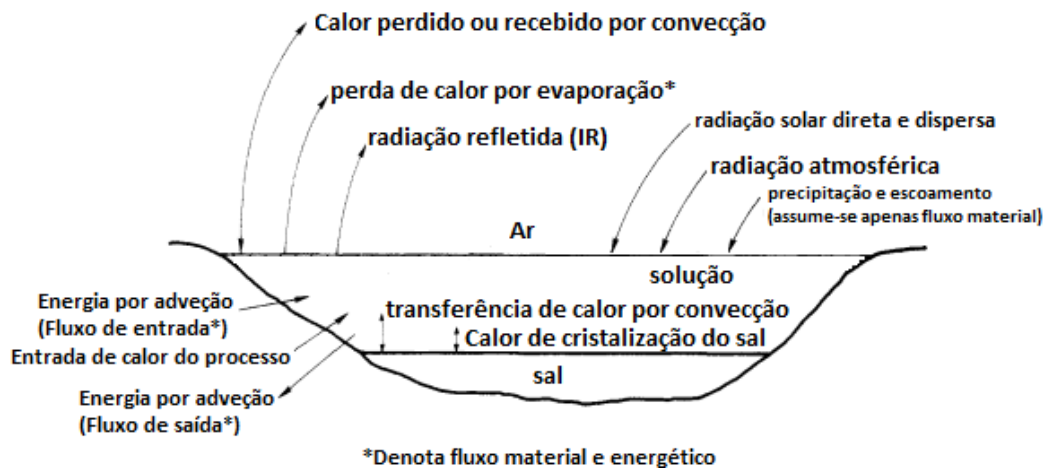 Calor perdido ou recebido por convecção
perda de calor por evaporação*
radiação refletida (IR)
radiação solar direta e dispersa
radiação atmosférica
precipitação e escoamento
(assume-se apenas fluxo material)
Ar
solução
Energia por adveção
(Fluxo de entrada*)
transferência de calor por convecção
Calor de cristalização do sal
Entrada de calor do processo
sal
Energia por adveção
(Fluxo de saída*)
*Denota fluxo material e energético